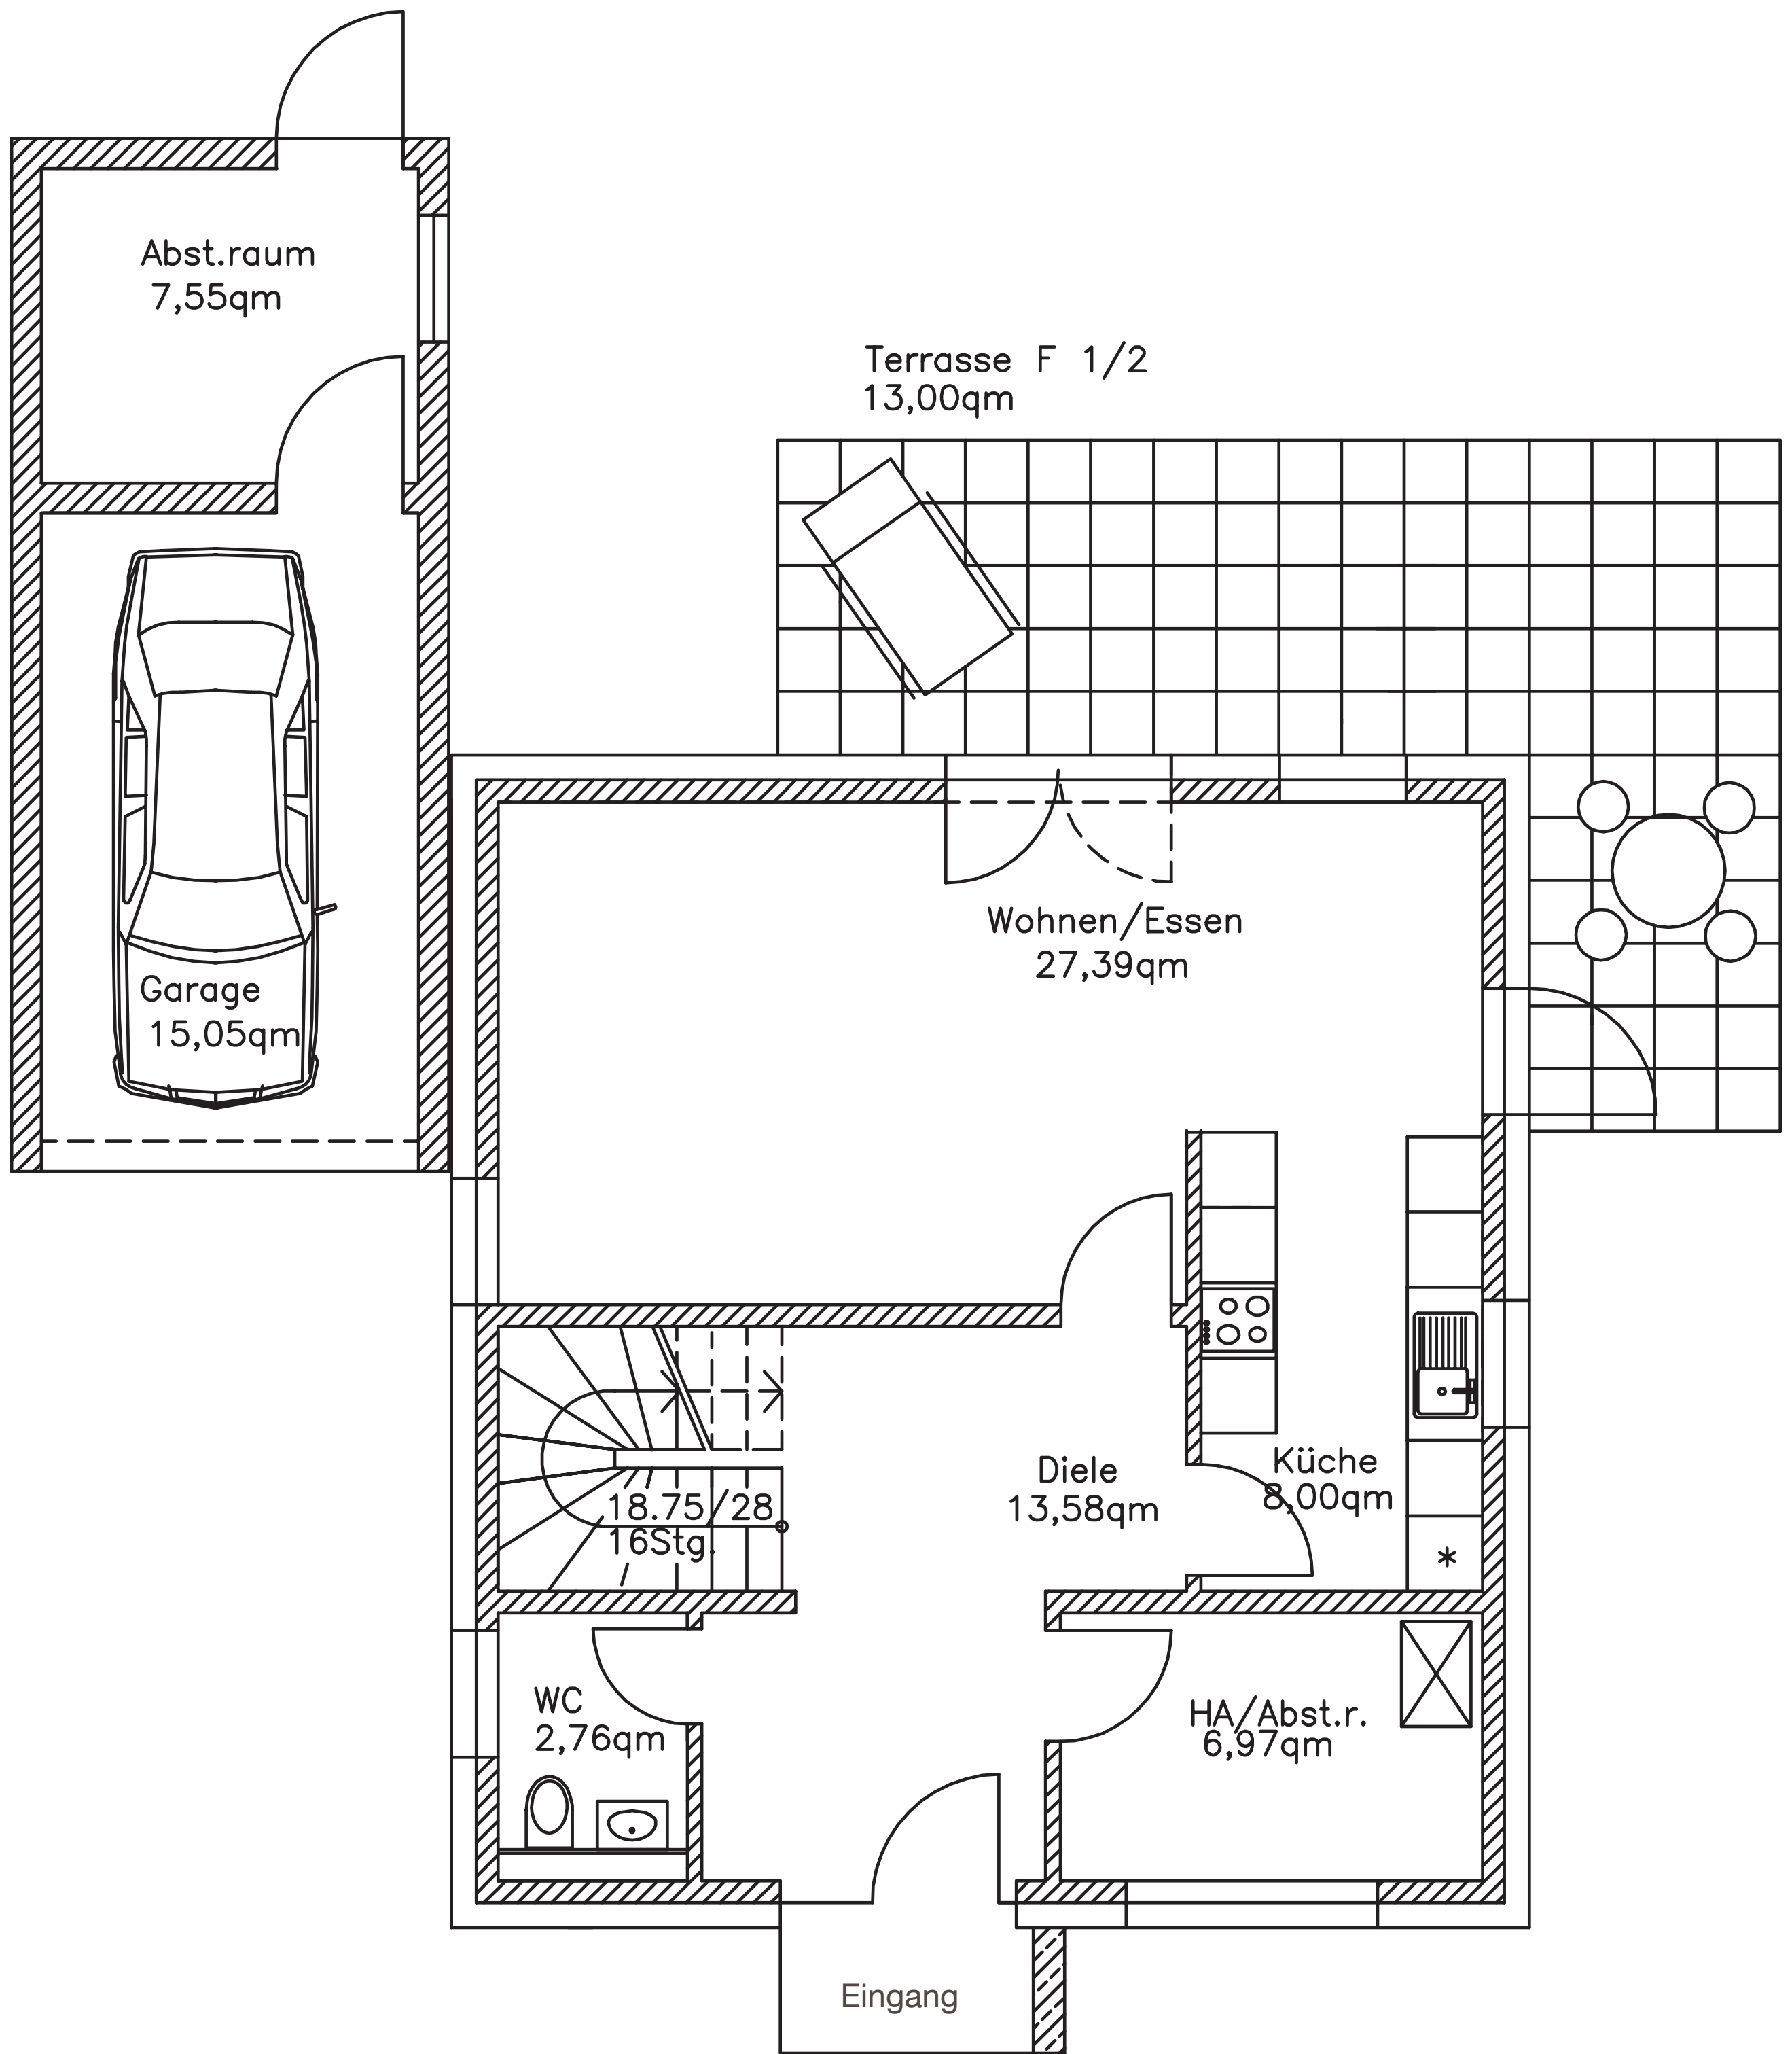 Abst.raum
7,55qm
Terrasse F 1/2
13,00qm
Wohnen/Essen
27,39qm
Garage
15,05qm
Diele
13,58qm
Küche
8,00qm
18.75/28
16Stg.
*
WC
2,76qm
HA/Abst.r.
6,97qm
Eingang